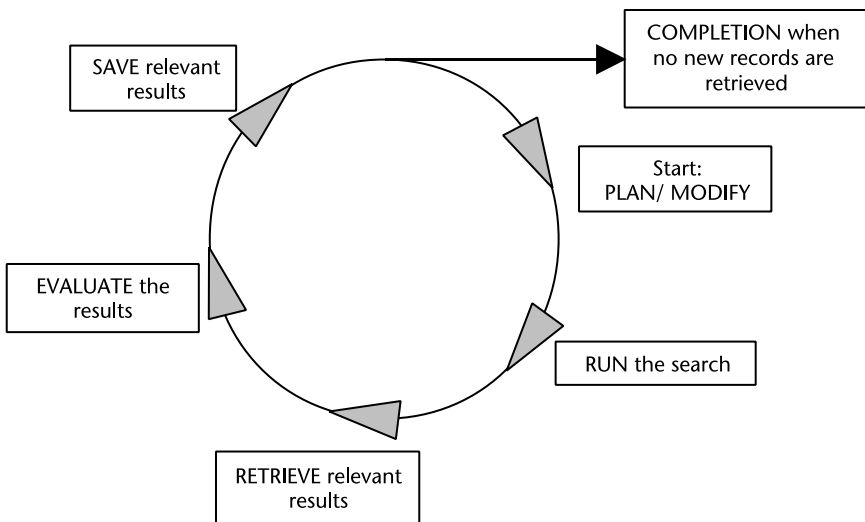 COMPLETION when
no new records are
retrieved
SAVE relevant
results
Start:
PLAN/ MODIFY
EVALUATE the
results
RUN the search
RETRIEVE relevant
results